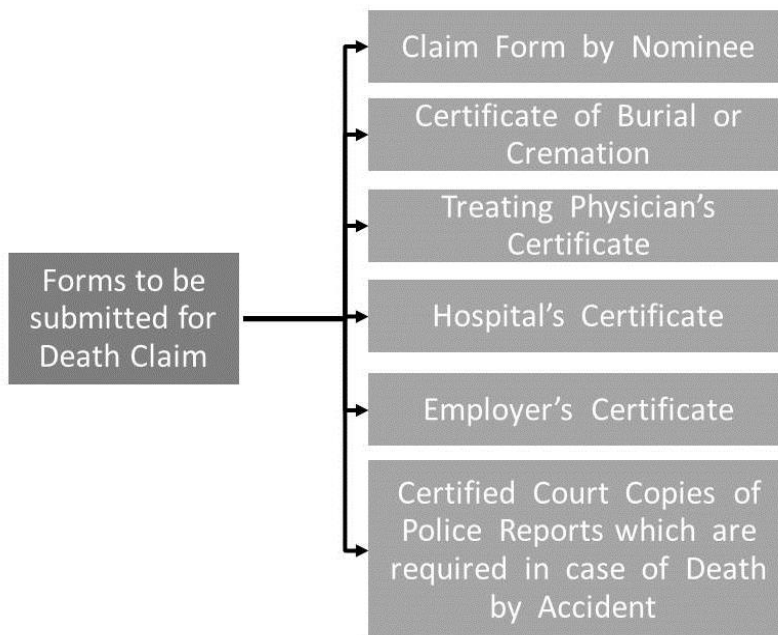 Claim Form by Nominee
Certificate of Burial or
Cremation
Treating Physician's
Certificate
Forms to be
submitted for
Death Claim
Hospital's Certificate
Employer's Certificate
Certified Court Copies of
Police Reports which are
required in case of Death
by Accident